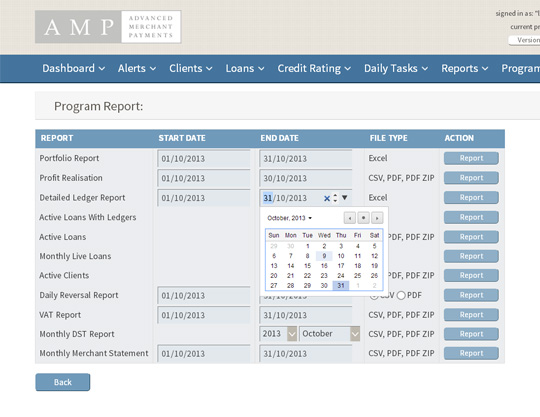 signed in as: "
AMP ADVANCED
MERCHANT
PAYMENTS
current pr
Version
Dashboard Alerts Clients Loans Credit Rating Daily Tasks Reports Program
Program Report:
REPORT START DATE END DATE FILE TYPE ACTION
Portfolio Report 01/10/2013 31/10/2013 Excel Report
Profit Realisation 01/10/2013 30/10/2013 CSV, PDF, PDF ZIP Report
Detailed Ledger Report 01/10/2013 31/10/2013 Excel Report
Active Loans With Ledgers Report
October, 2013
Active Loans PDF, PDF ZIP Report
Sun Mon Tue Wed Thu Fri Sat
29 30 1 2 3 4 5
Monthly Live Loans Report
6 7 8 9 10 11 12
13 14 15 16 17 18 19
Active Clients PDF, PDF ZIP Report
20 21 22 23 24 25 26
27 28 29 30 31 1 2
Daily Reversal Report 01/10/2013 31/10/2013 CSV PDF Report
VAT Report 01/10/2013 31/10/2013 CSV, PDF, PDF ZIP Report
Monthly DST Report 2013 October CSV, PDF, PDF ZIP Report
Monthly Merchant Statement 01/10/2013 31/10/2013 CSV, PDF, PDF ZIP Report
Back